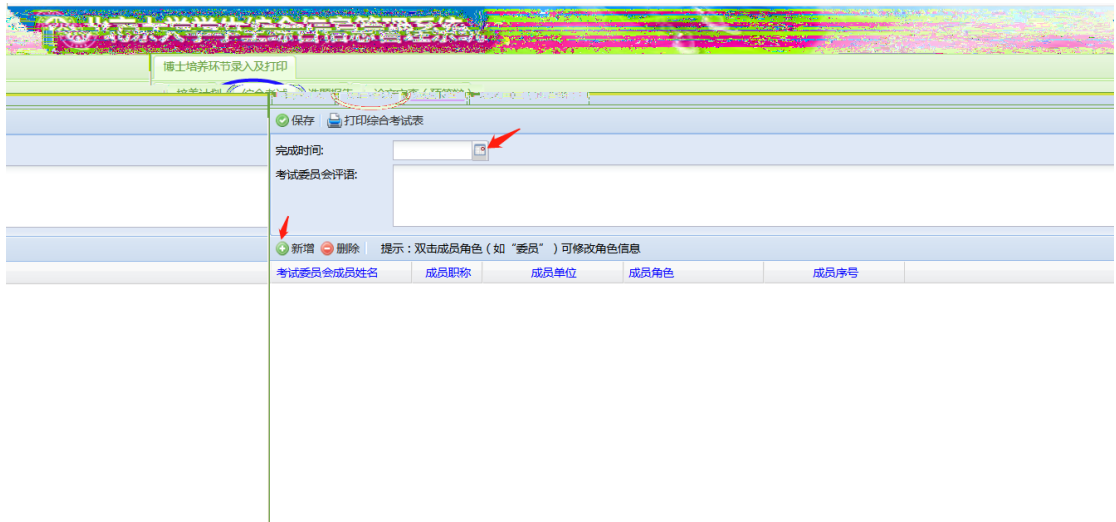 博士培养环节录入及打印
保存 打印综合考试表
完成时间:
考试委员会评语:
新增 删除 提示：双击成员角色（如“委员”）可修改角色信息
考试委员会成员姓名 成员职称 成员单位 成员角色 成员序号